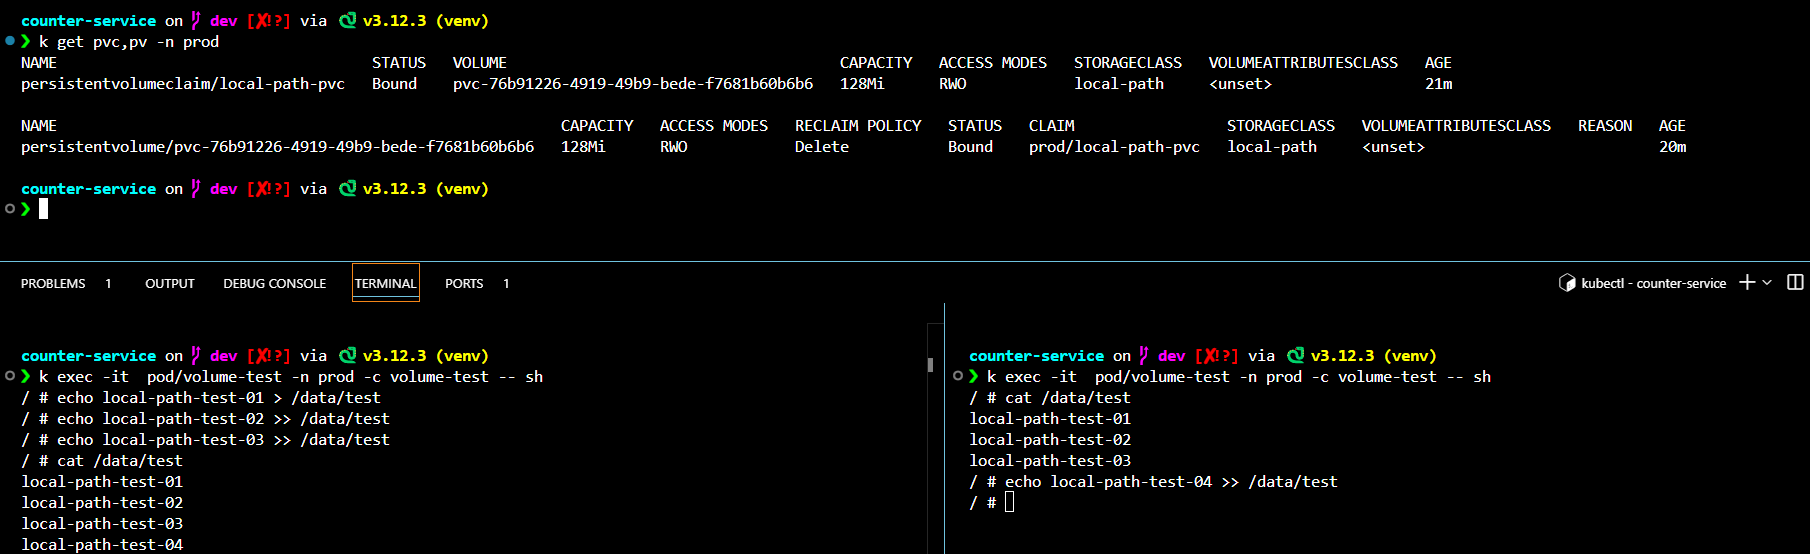 counter-service on dev [✘!?] via v3.12.3 (venv)
❯ k get pvc,pv -n prod
NAME STATUS VOLUME CAPACITY ACCESS MODES STORAGECLASS VOLUMEATTRIBUTESCLASS AGE
persistentvolumeclaim/local-path-pvc Bound pvc-76b91226-4919-49b9-bede-f7681b60b6b6 128Mi RWO local-path <unset> 21m
NAME CAPACITY ACCESS MODES RECLAIM POLICY STATUS CLAIM STORAGECLASS VOLUMEATTRIBUTESCLASS REASON AGE
persistentvolume/pvc-76b91226-4919-49b9-bede-f7681b60b6b6 128Mi RWO Delete Bound prod/local-path-pvc local-path <unset> 20m
counter-service on dev [✘!?] via v3.12.3 (venv)
❯
PROBLEMS 1 OUTPUT DEBUG CONSOLE TERMINAL PORTS 1 kubectl - counter-service
counter-service on dev [✘!?] via v3.12.3 (venv)
❯ k exec -it  pod/volume-test -n prod -c volume-test -- sh
/ # echo local-path-test-01 > /data/test
/ # echo local-path-test-02 >> /data/test
/ # echo local-path-test-03 >> /data/test
/ # cat /data/test
local-path-test-01
local-path-test-02
local-path-test-03
local-path-test-04
counter-service on dev [✘!?] via v3.12.3 (venv)
❯ k exec -it  pod/volume-test -n prod -c volume-test -- sh
/ # cat /data/test
local-path-test-01
local-path-test-02
local-path-test-03
/ # echo local-path-test-04 >> /data/test
/ #